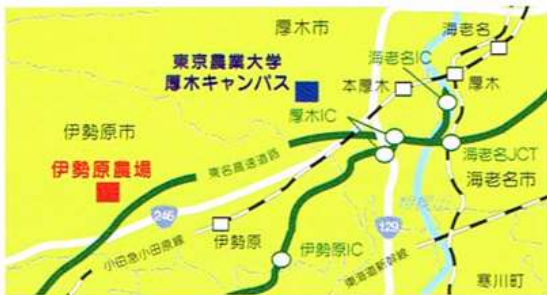 厚木市
海老名
東京農業大学
厚木キャンパス
海老名IC
本厚木
厚木
厚木IC
伊勢原市
東名高速道路
海老名JCT
伊勢原農場
海老名市
246
伊勢原
129
小田急小田原線
伊勢原IC
東海道新幹線
寒川町